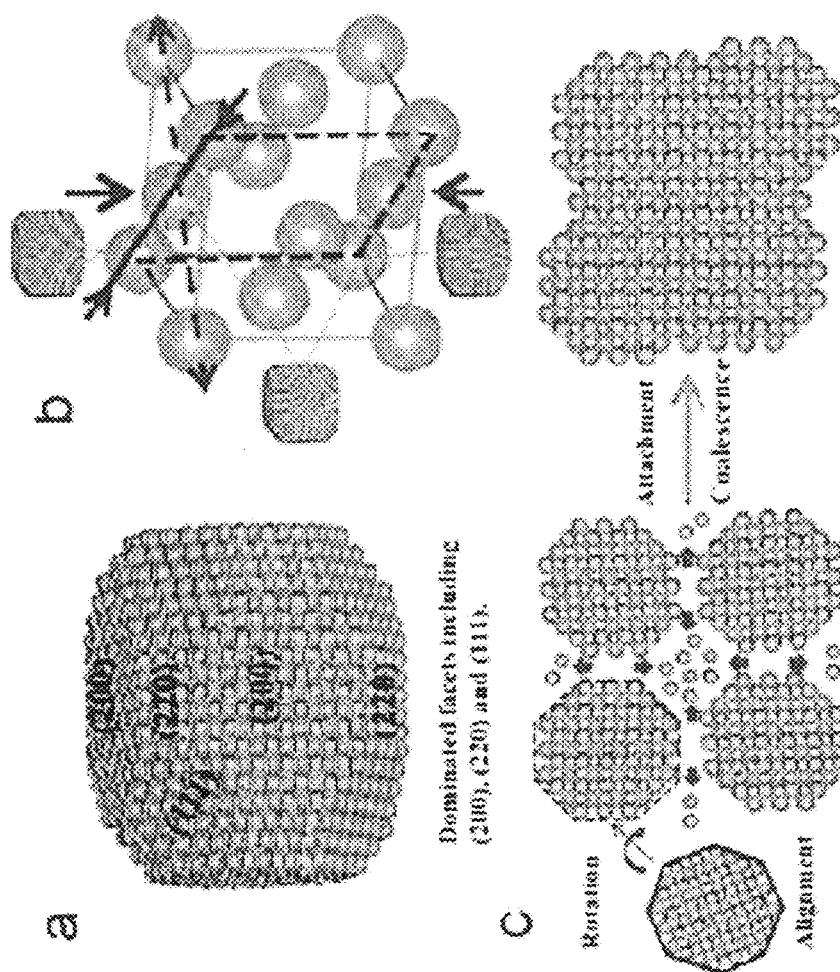 a
(200)
(220)
(111)
(200)
(220)
Dominated facets including
(200), (220) and (111).
b
c
Rotation
Alignment
Attachment
Coalescence